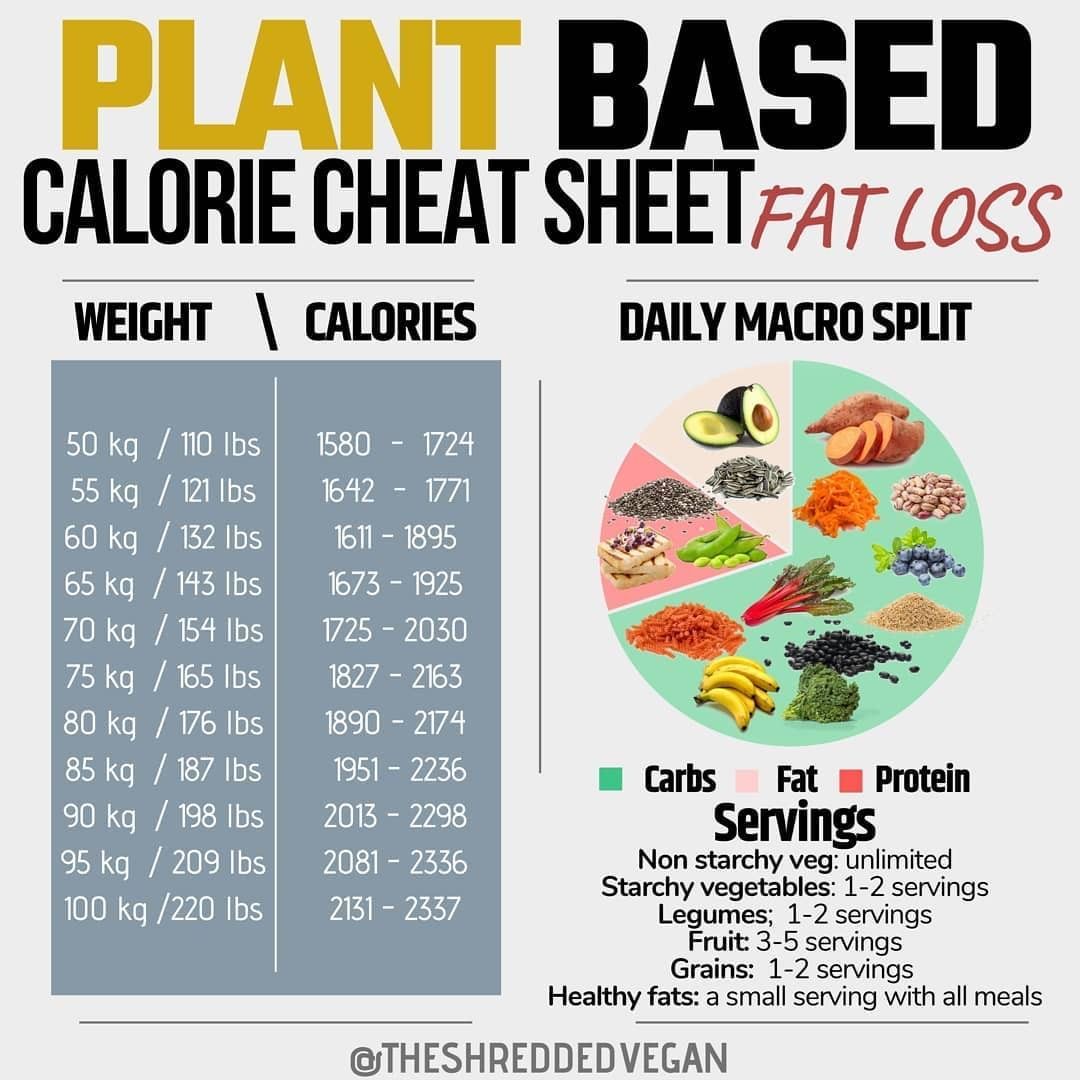 PLANT BASED
CALORIE CHEAT SHEET FAT LOSS
WEIGHT \ CALORIES
50 kg / 110 lbs 1580 - 1724
55 kg / 121 lbs 1642 - 1771
60 kg / 132 lbs 1611 - 1895
65 kg / 143 lbs 1673 - 1925
70 kg / 154 lbs 1725 - 2030
75 kg / 165 lbs 1827 - 2163
80 kg / 176 lbs 1890 - 2174
85 kg / 187 lbs 1951 - 2236
90 kg / 198 lbs 2013 - 2298
95 kg / 209 lbs 2081 - 2336
100 kg /220 lbs 2131 - 2337
DAILY MACRO SPLIT
Carbs Fat Protein
Servings
Non starchy veg: unlimited
Starchy vegetables: 1-2 servings
Legumes; 1-2 servings
Fruit: 3-5 servings
Grains: 1-2 servings
Healthy fats: a small serving with all meals
@THESHREDDEDVEGAN